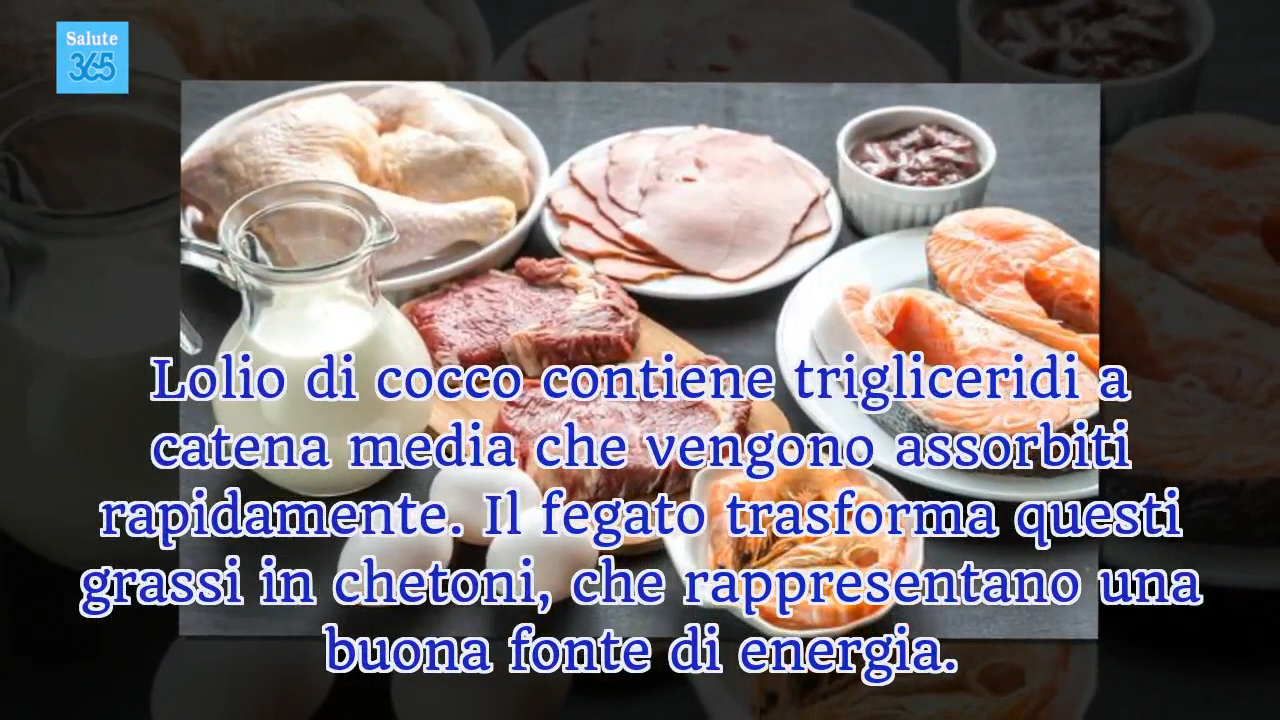 Salute
365
Lolio di cocco contiene trigliceridi a
catena media che vengono assorbiti
rapidamente. Il fegato trasforma questi
grassi in chetoni, che rappresentano una
buona fonte di energia.